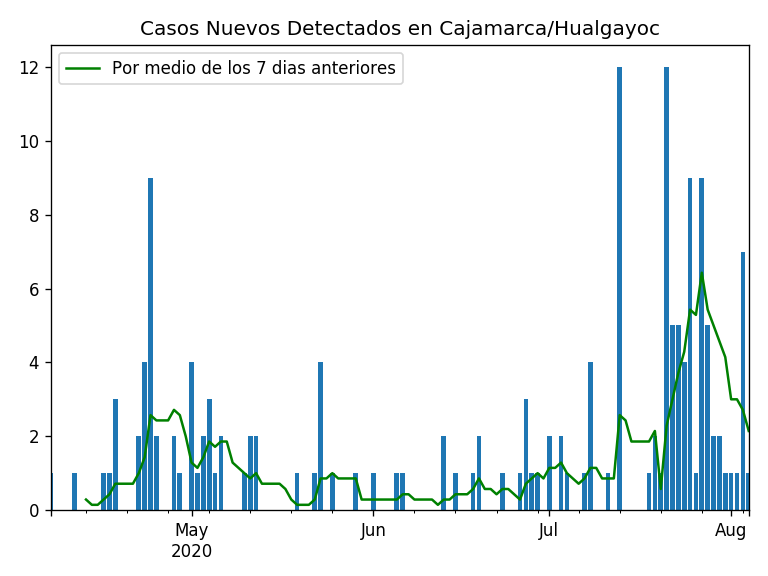 Casos Nuevos Detectados en Cajamarca/Hualgayoc
Por medio de los 7 dias anteriores
12
10
8
6
4
2
0
May
2020
Jun
Jul
Aug